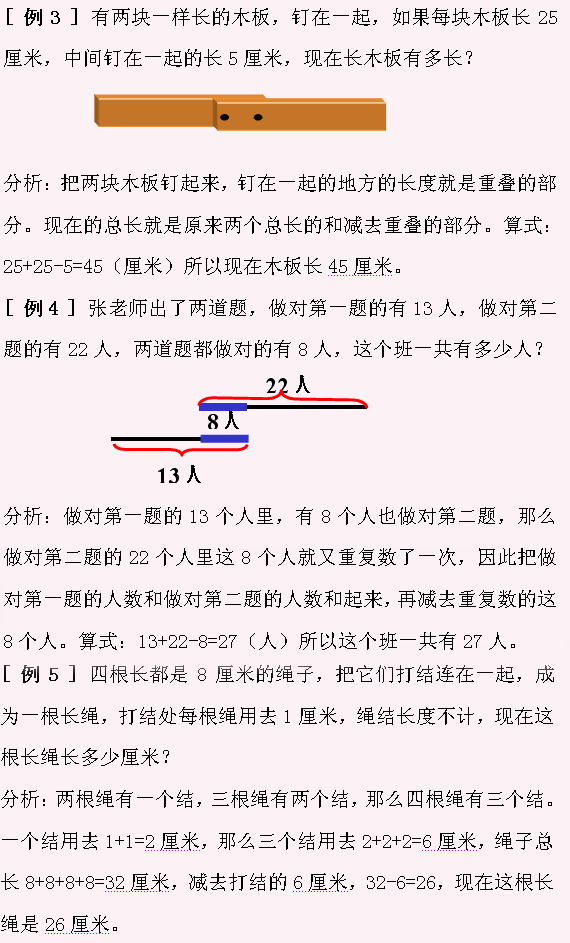 ［ 例 3 ］有两块一样长的木板，钉在一起，如果每块木板长 25
厘米，中间钉在一起的长 5 厘米，现在长木板有多长？
分析：把两块木板钉起来，钉在一起的地方的长度就是重叠的部
分。现在的总长就是原来两个总长的和减去重叠的部分。算式：
25+25-5=45（厘米）所以现在木板长 45 厘米。
［ 例 4 ］张老师出了两道题，做对第一题的有 13 人，做对第二
题的有 22 人，两道题都做对的有 8 人，这个班一共有多少人？
22 人
8 人
13 人
分析：做对第一题的 13 个人里，有 8 个人也做对第二题，那么
做对第二题的 22 个人里这 8 个人就又重复数了一次，因此把做
对第一题的人数和做对第二题的人数和起来，再减去重复数的这
8 个人。算式：13+22-8=27（人）所以这个班一共有 27 人。
［ 例 5 ］四根长都是 8 厘米的绳子，把它们打结连在一起，成
为一根长绳，打结处每根绳用去 1 厘米，绳结长度不计，现在这
根长绳长多少厘米？
分析：两根绳有一个结，三根绳有两个结，那么四根绳有三个结。
一个结用去 1+1=2 厘米，那么三个结用去 2+2+2=6 厘米，绳子总
长 8+8+8+8=32 厘米，减去打结的 6 厘米，32-6=26，现在这根长
绳是 26 厘米。